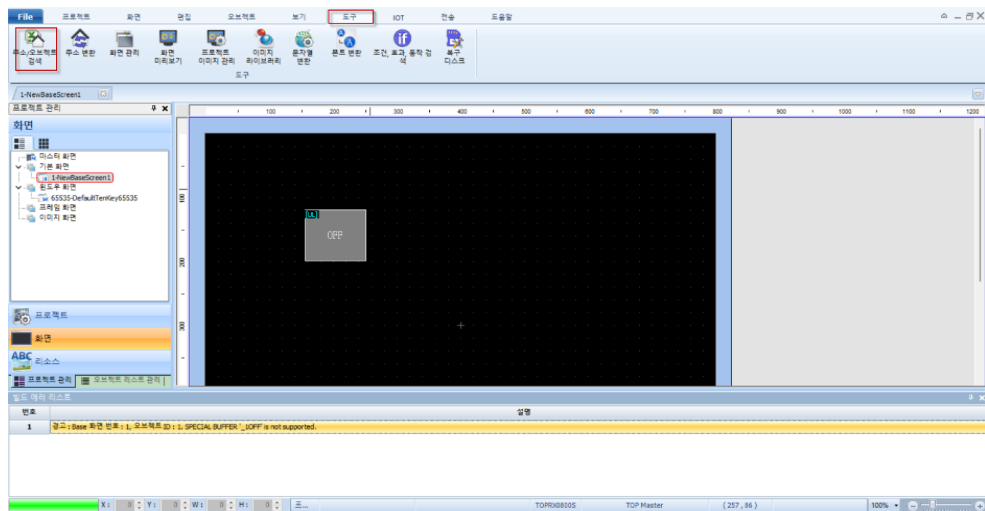 File 프로젝트 화면 편집 오브젝트 보기 도구 IOT 전송 도움말
주소/오브젝트 검색
주소 변환
화면 관리
화면 미리보기
프로젝트 이미지 관리
이미지 라이브러리
문자열 변환
폰트 변환
조건, 효과, 동작 검색
복구 디스크
도구
1-NewBaseScreen1
프로젝트 관리
화면
마스터 화면
기본 화면
1-NewBaseScreen1
윈도우 화면
65535-DefaultTenKey65535
프레임 화면
이미지 화면
프로젝트
화면
ABC 리소스
프로젝트 관리 오브젝트 리스트 관리
100 200 300 400 500 600 700 800 900 1000 1100 1200
100
200
300
[UL]
OFF
빌드 에러 리스트
번호 설명
1 경고 : Base 화면 번호 : 1, 오브젝트 ID : 1, SPECIAL BUFFER '_1OFF' is not supported.
X : 0 Y : 0 W : 0 H : 0 프... TOPRX0800S TOP Master ( 257 , 86 ) 100%